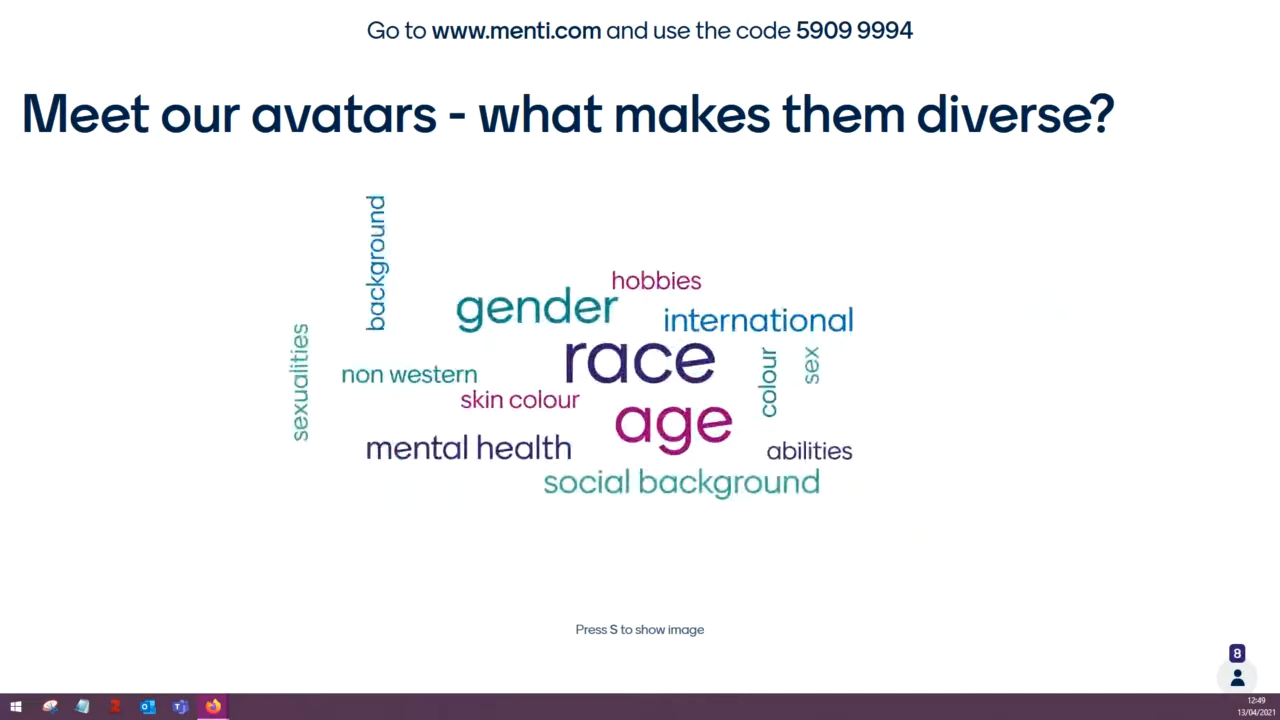 Go to www.menti.com and use the code 5909 9994
Meet our avatars - what makes them diverse?
background
hobbies
gender
international
sexualities
race
colour
sex
non western
skin colour
age
mental health
abilities
social background
Press S to show image
8
12:49
13/04/2021